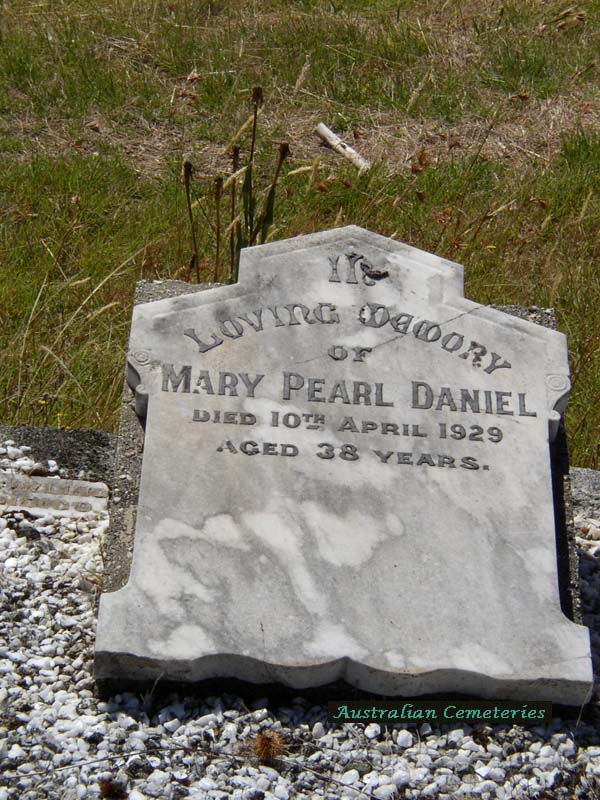 In
Loving Memory
of
Mary Pearl Daniel
Died 10th April 1929
Aged 38 years.
Australian Cemeteries